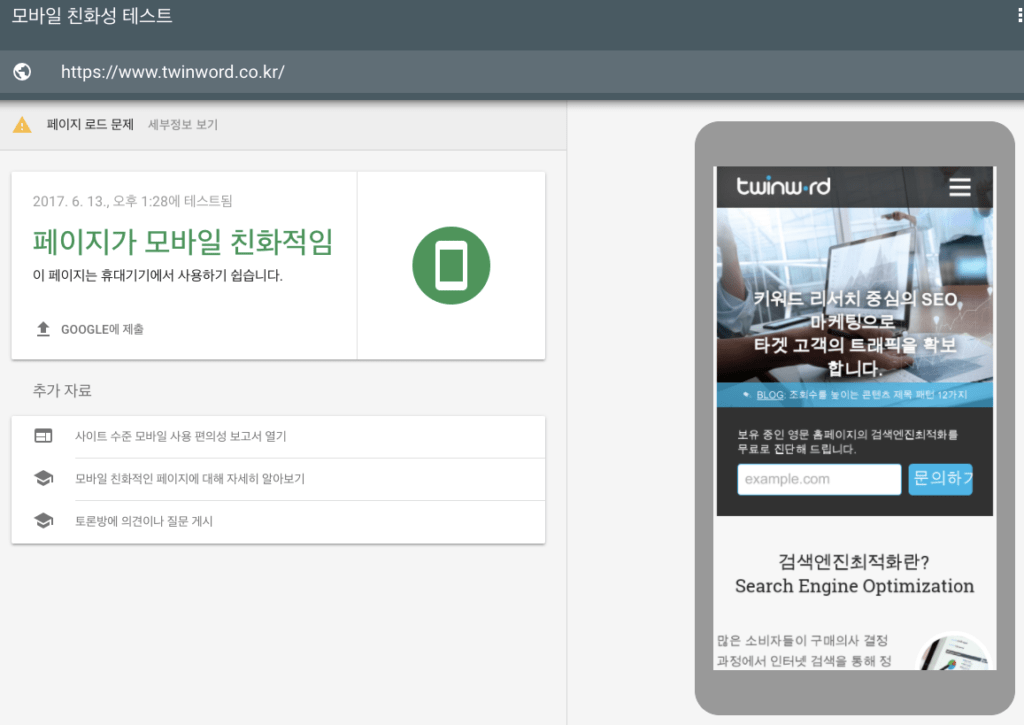 모바일 친화성 테스트
https://www.twinword.co.kr/
페이지 로드 문제 세부정보 보기
2017. 6. 13., 오후 1:28에 테스트됨
페이지가 모바일 친화적임
이 페이지는 휴대기기에서 사용하기 쉽습니다.
GOOGLE에 제출
추가 자료
사이트 수준 모바일 사용 편의성 보고서 열기
모바일 친화적인 페이지에 대해 자세히 알아보기
토론방에 의견이나 질문 게시
twinword
키워드 리서치 중심의 SEO
마케팅으로
타겟 고객의 트래픽을 확보
합니다.
BLOG: 조회수를 높이는 콘텐츠 제목 패턴 12가지
보유 중인 영문 홈페이지의 검색엔진최적화를
무료로 진단해 드립니다.
example.com 문의하기
검색엔진최적화란?
Search Engine Optimization
많은 소비자들이 구매의사 결정
과정에서 인터넷 검색을 통해 정